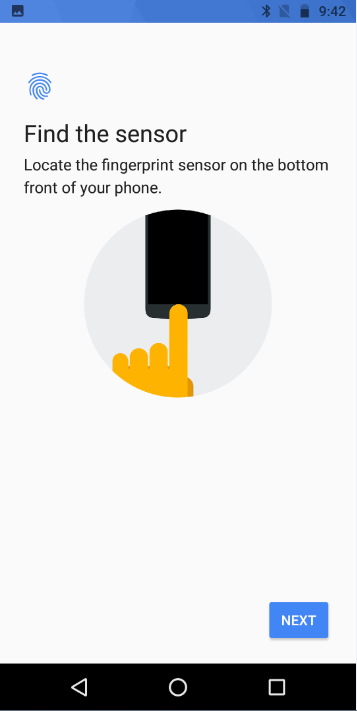 9:42
Find the sensor
Locate the fingerprint sensor on the bottom
front of your phone.
NEXT